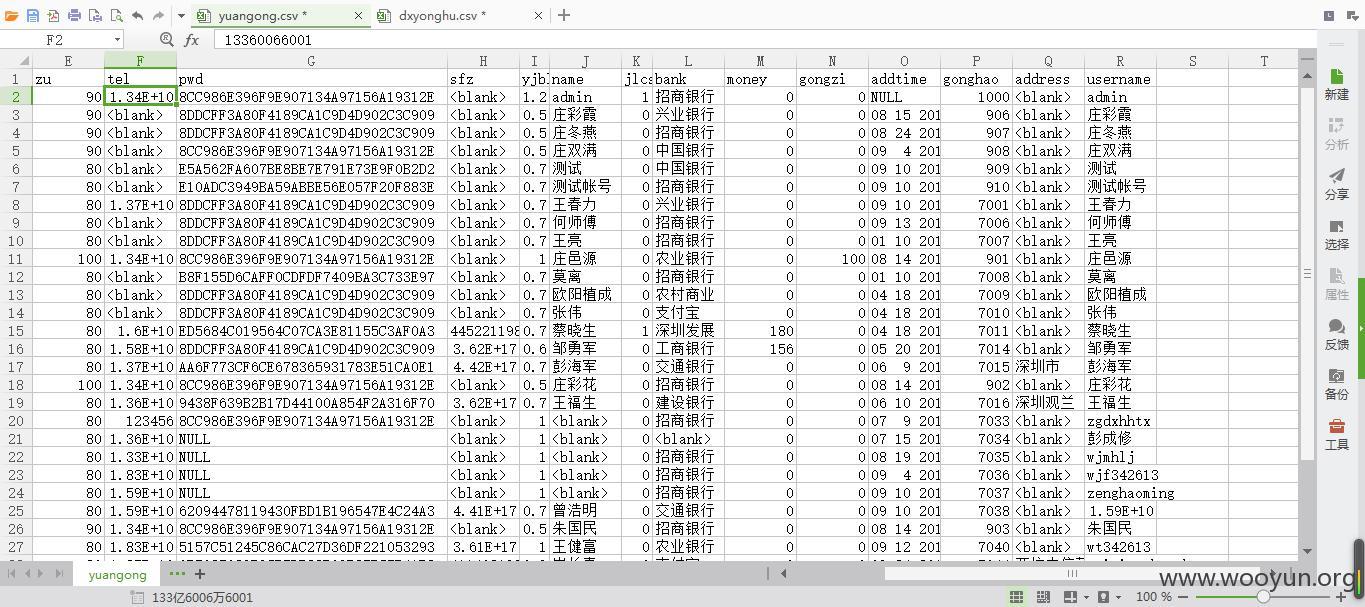 yuangong.csv * × dxyonghu.csv * × +
F2 fx 13360066001
E F G H I J K L M N O P Q R S T
1 zu tel pwd sfz yjbl name jlcs bank money gongzi addtime gonghao address username
2 90 1.34E+10 8CC986E396F9E907134A97156A19312E <blank> 1.2 admin 1 招商银行 0 0 NULL 1000 <blank> admin
3 90 <blank> 8DDCFF3A80F4189CA1C9D4D902C3C909 <blank> 0.5 庄彩霞 0 兴业银行 0 0 08 15 201 906 <blank> 庄彩霞
4 90 <blank> 8DDCFF3A80F4189CA1C9D4D902C3C909 <blank> 0.5 庄冬燕 0 招商银行 0 0 08 24 201 907 <blank> 庄冬燕
5 90 <blank> 8CC986E396F9E907134A97156A19312E <blank> 0.5 庄双满 0 中国银行 0 0 09 4 201 908 <blank> 庄双满
6 80 <blank> E5A562FA607BE8BE7E791E73E9F0B2D2 <blank> 0.7 测试 0 中国银行 0 0 09 10 201 909 <blank> 测试
7 80 <blank> E10ADC3949BA59ABBE56E057F20F883E <blank> 0.7 测试帐号 0 招商银行 0 0 09 10 201 910 <blank> 测试帐号
8 80 1.37E+10 8DDCFF3A80F4189CA1C9D4D902C3C909 <blank> 0.7 王春力 0 兴业银行 0 0 09 10 201 7001 <blank> 王春力
9 80 <blank> 8DDCFF3A80F4189CA1C9D4D902C3C909 <blank> 0.7 何师傅 0 招商银行 0 0 09 13 201 7006 <blank> 何师傅
10 80 <blank> 8DDCFF3A80F4189CA1C9D4D902C3C909 <blank> 0.7 王亮 0 招商银行 0 0 01 10 201 7007 <blank> 王亮
11 100 1.34E+10 8CC986E396F9E907134A97156A19312E <blank> 1 庄邑源 0 农业银行 0 100 08 14 201 901 <blank> 庄邑源
12 80 <blank> B8F155D6CAFF0CDFDF7409BA3C733E97 <blank> 0.7 莫离 0 招商银行 0 0 01 10 201 7008 <blank> 莫离
13 80 <blank> 8DDCFF3A80F4189CA1C9D4D902C3C909 <blank> 0.7 欧阳植成 0 农村商业 0 0 04 18 201 7009 <blank> 欧阳植成
14 80 <blank> 8DDCFF3A80F4189CA1C9D4D902C3C909 <blank> 0.7 张伟 0 支付宝 0 0 04 18 201 7010 <blank> 张伟
15 80 1.6E+10 ED5684C019564C07CA3E81155C3AF0A3 445221198 0.7 蔡晓生 1 深圳发展 180 0 04 18 201 7011 <blank> 蔡晓生
16 80 1.58E+10 8DDCFF3A80F4189CA1C9D4D902C3C909 3.62E+17 0.6 邹勇军 0 工商银行 156 0 05 20 201 7014 <blank> 邹勇军
17 80 1.37E+10 AA6F773CF6CE678365931783E51CA0E1 4.42E+17 0.7 彭海军 0 交通银行 0 0 06 9 201 7015 深圳市 彭海军
18 100 1.34E+10 8CC986E396F9E907134A97156A19312E <blank> 0.5 庄彩花 0 招商银行 0 0 08 14 201 902 <blank> 庄彩花
19 80 1.36E+10 9438F639B2B17D44100A854F2A316F70 3.62E+17 0.7 王福生 0 建设银行 0 0 06 10 201 7016 深圳观兰 王福生
20 80 123456 8CC986E396F9E907134A97156A19312E <blank> 1 <blank> 0 招商银行 0 0 07 9 201 7033 <blank> zgdxhhtx
21 80 1.36E+10 NULL <blank> 1 <blank> 0 <blank> 0 0 07 15 201 7034 <blank> 彭成修
22 80 1.33E+10 NULL <blank> 1 <blank> 0 招商银行 0 0 08 19 201 7035 <blank> wjmhlj
23 80 1.83E+10 NULL <blank> 1 <blank> 0 招商银行 0 0 09 4 201 7036 <blank> wjf342613
24 80 1.59E+10 NULL <blank> 1 <blank> 0 招商银行 0 0 09 10 201 7037 <blank> zenghaoming
25 80 1.59E+10 62094478119430FBD1B196547E4C24A3 4.41E+17 0.7 曾浩明 0 交通银行 0 0 09 10 201 7038 <blank> 1.59E+10
26 90 1.34E+10 8CC986E396F9E907134A97156A19312E <blank> 0.5 朱国民 0 招商银行 0 0 08 14 201 903 <blank> 朱国民
27 80 1.83E+10 5157C51245C86CAC27D36DF221053293 3.61E+17 1 王健富 0 农业银行 0 0 09 12 201 7040 <blank> wt342613
新建
分析
分享
选择
属性
反馈
备份
工具
yuangong ··· +
www.wooyun.org
133亿6006万6001 100 % − +